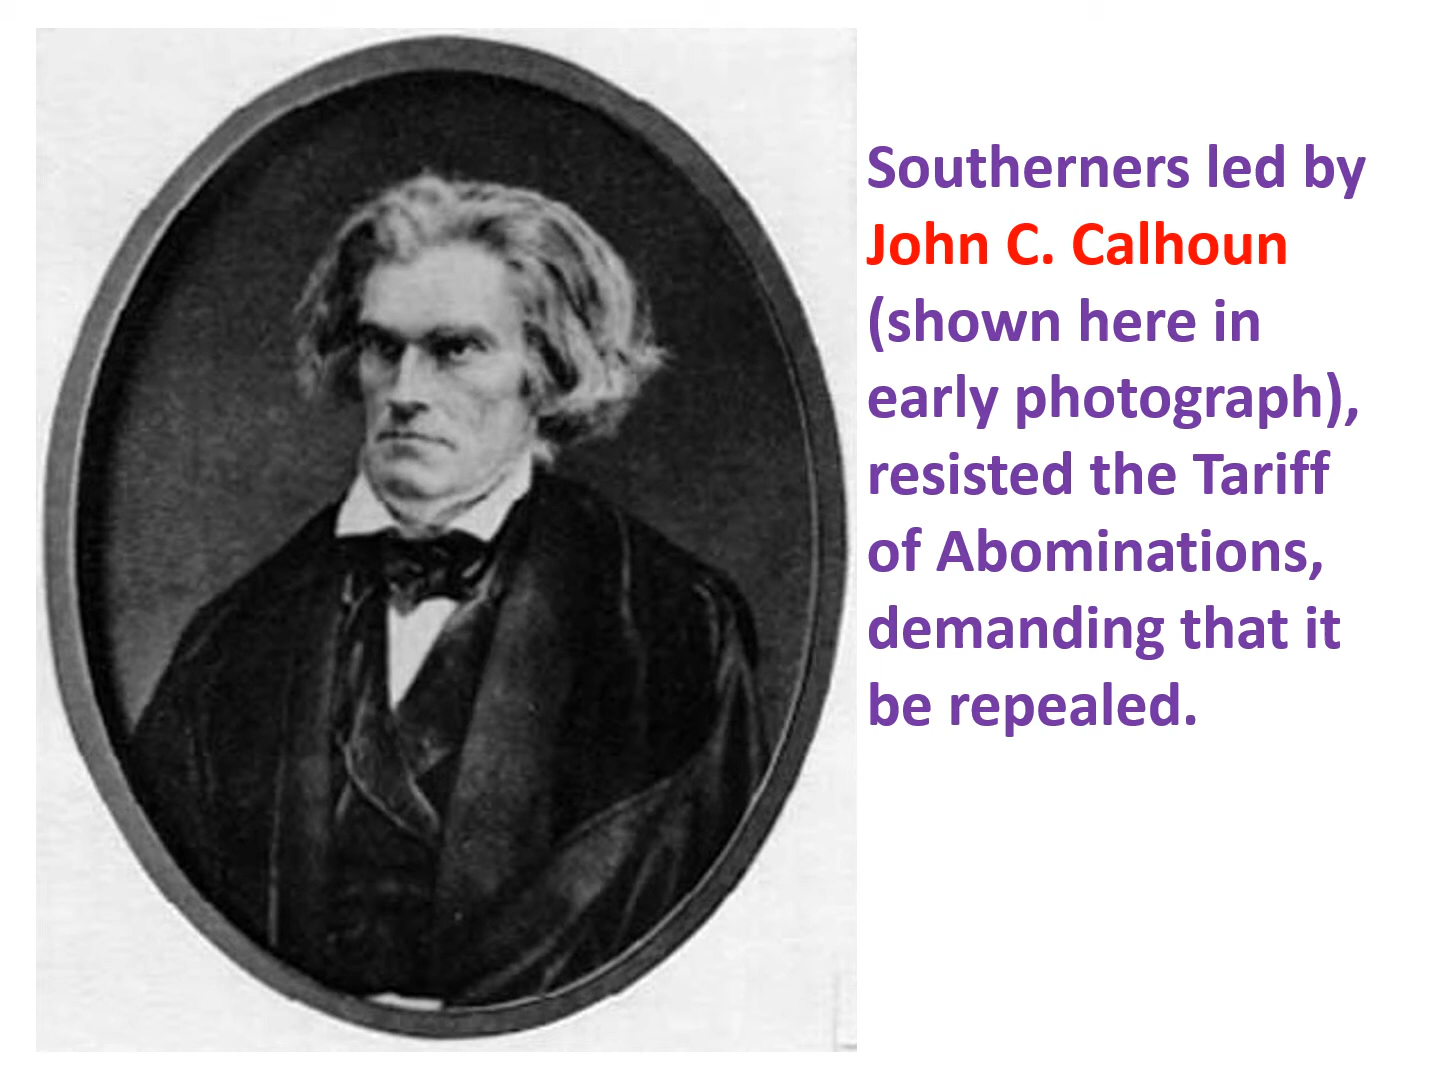 Southerners led by
John C. Calhoun
(shown here in
early photograph),
resisted the Tariff
of Abominations,
demanding that it
be repealed.